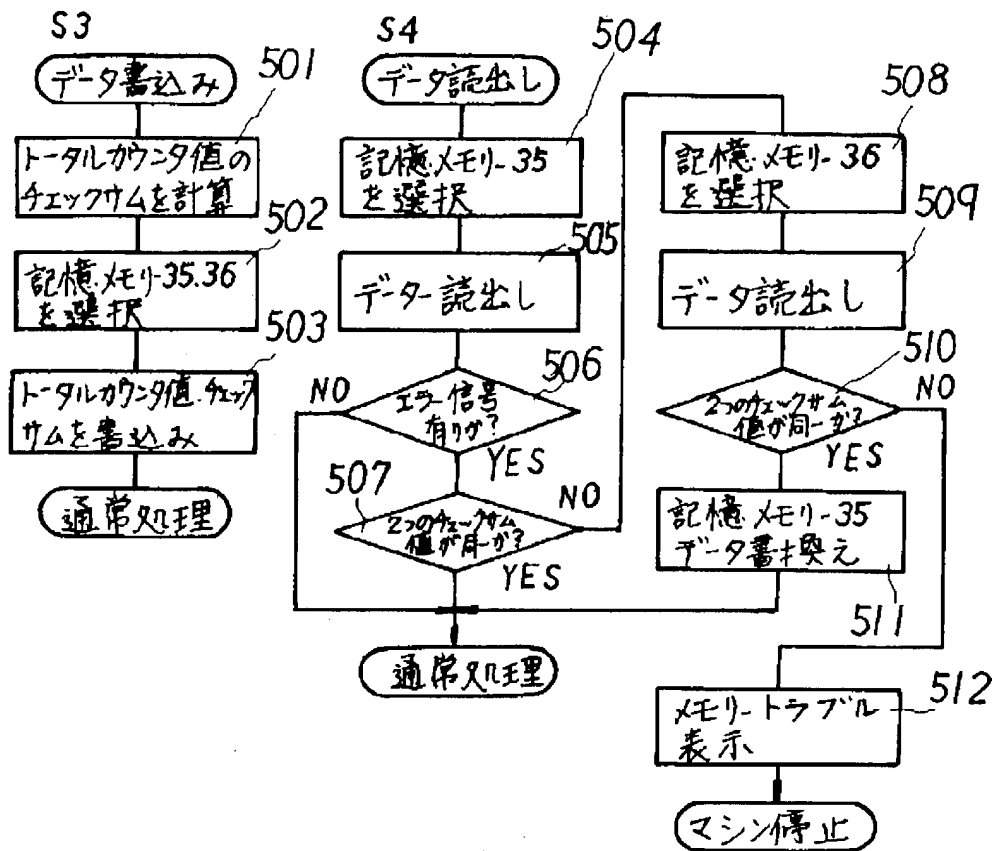 S3
データ書込み
501
トータルカウンタ値の
チェックサムを計算
502
記憶メモリー35.36
を選択
503
トータルカウンタ値.チェック
サムを書込み
通常処理
S4
データ読出し
504
記憶メモリー35
を選択
505
データー読出し
506
エラー信号
有りか?
NO
YES
507
2つのチェックサム
値が同一か?
NO
YES
通常処理
508
記憶メモリー36
を選択
509
データ読出し
510
2つのチェックサム
値が同一か?
NO
YES
記憶メモリー35
データ書換え
511
512
メモリートラブル
表示
マシン停止